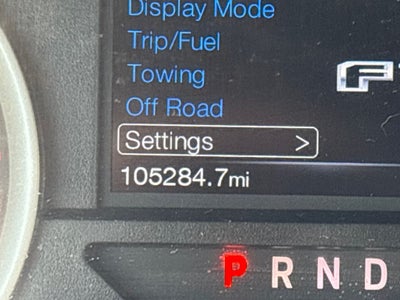 Display Mode
Trip/Fuel
Towing
Off Road
Settings >
105284.7mi
F
P R N D